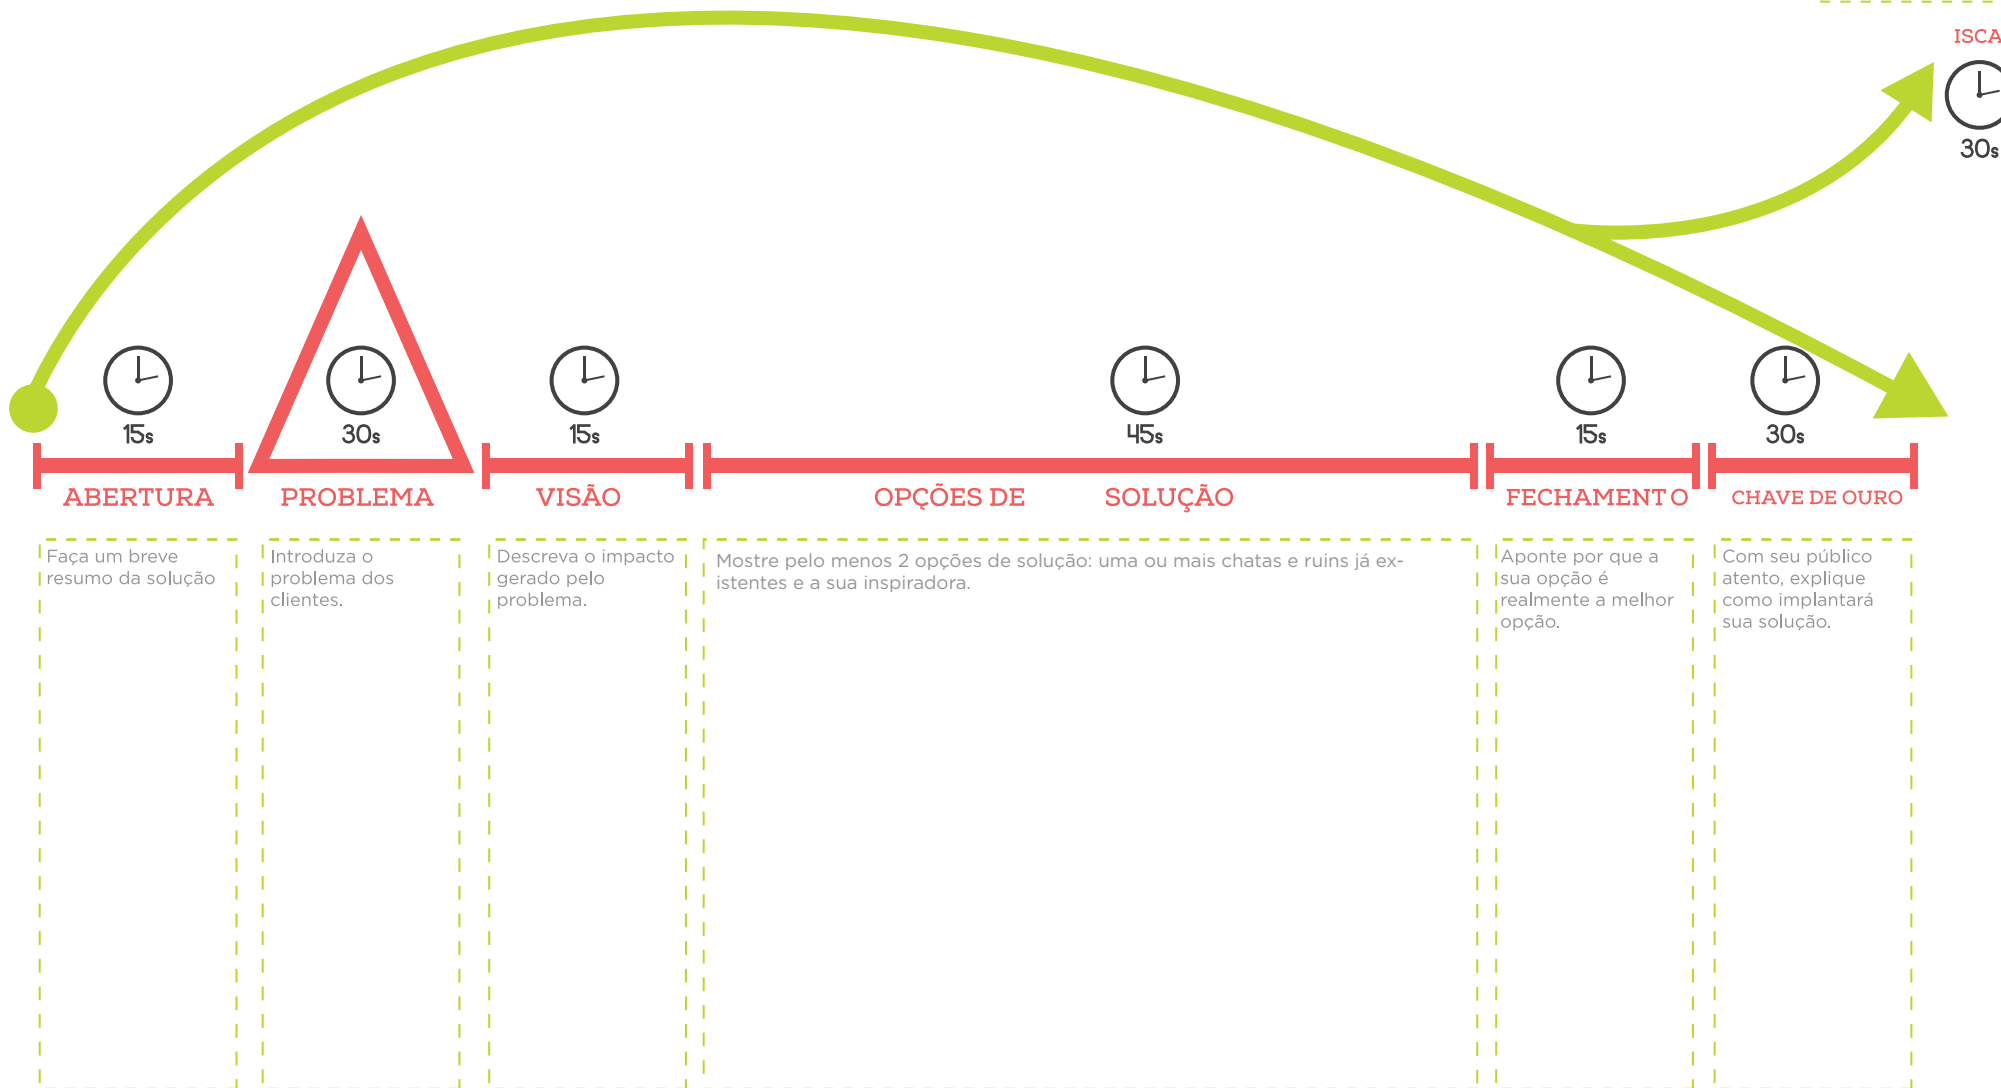 ISCA
30s
15s
30s
15s
45s
15s
30s
ABERTURA
PROBLEMA
VISÃO
OPÇÕES DE SOLUÇÃO
FECHAMENTO
CHAVE DE OURO
Faça um breve
resumo da solução
Introduza o
problema dos
clientes.
Descreva o impacto
gerado pelo
problema.
Mostre pelo menos 2 opções de solução: uma ou mais chatas e ruins já ex-
istentes e a sua inspiradora.
Aponte por que a
sua opção é
realmente a melhor
opção.
Com seu público
atento, explique
como implantará
sua solução.